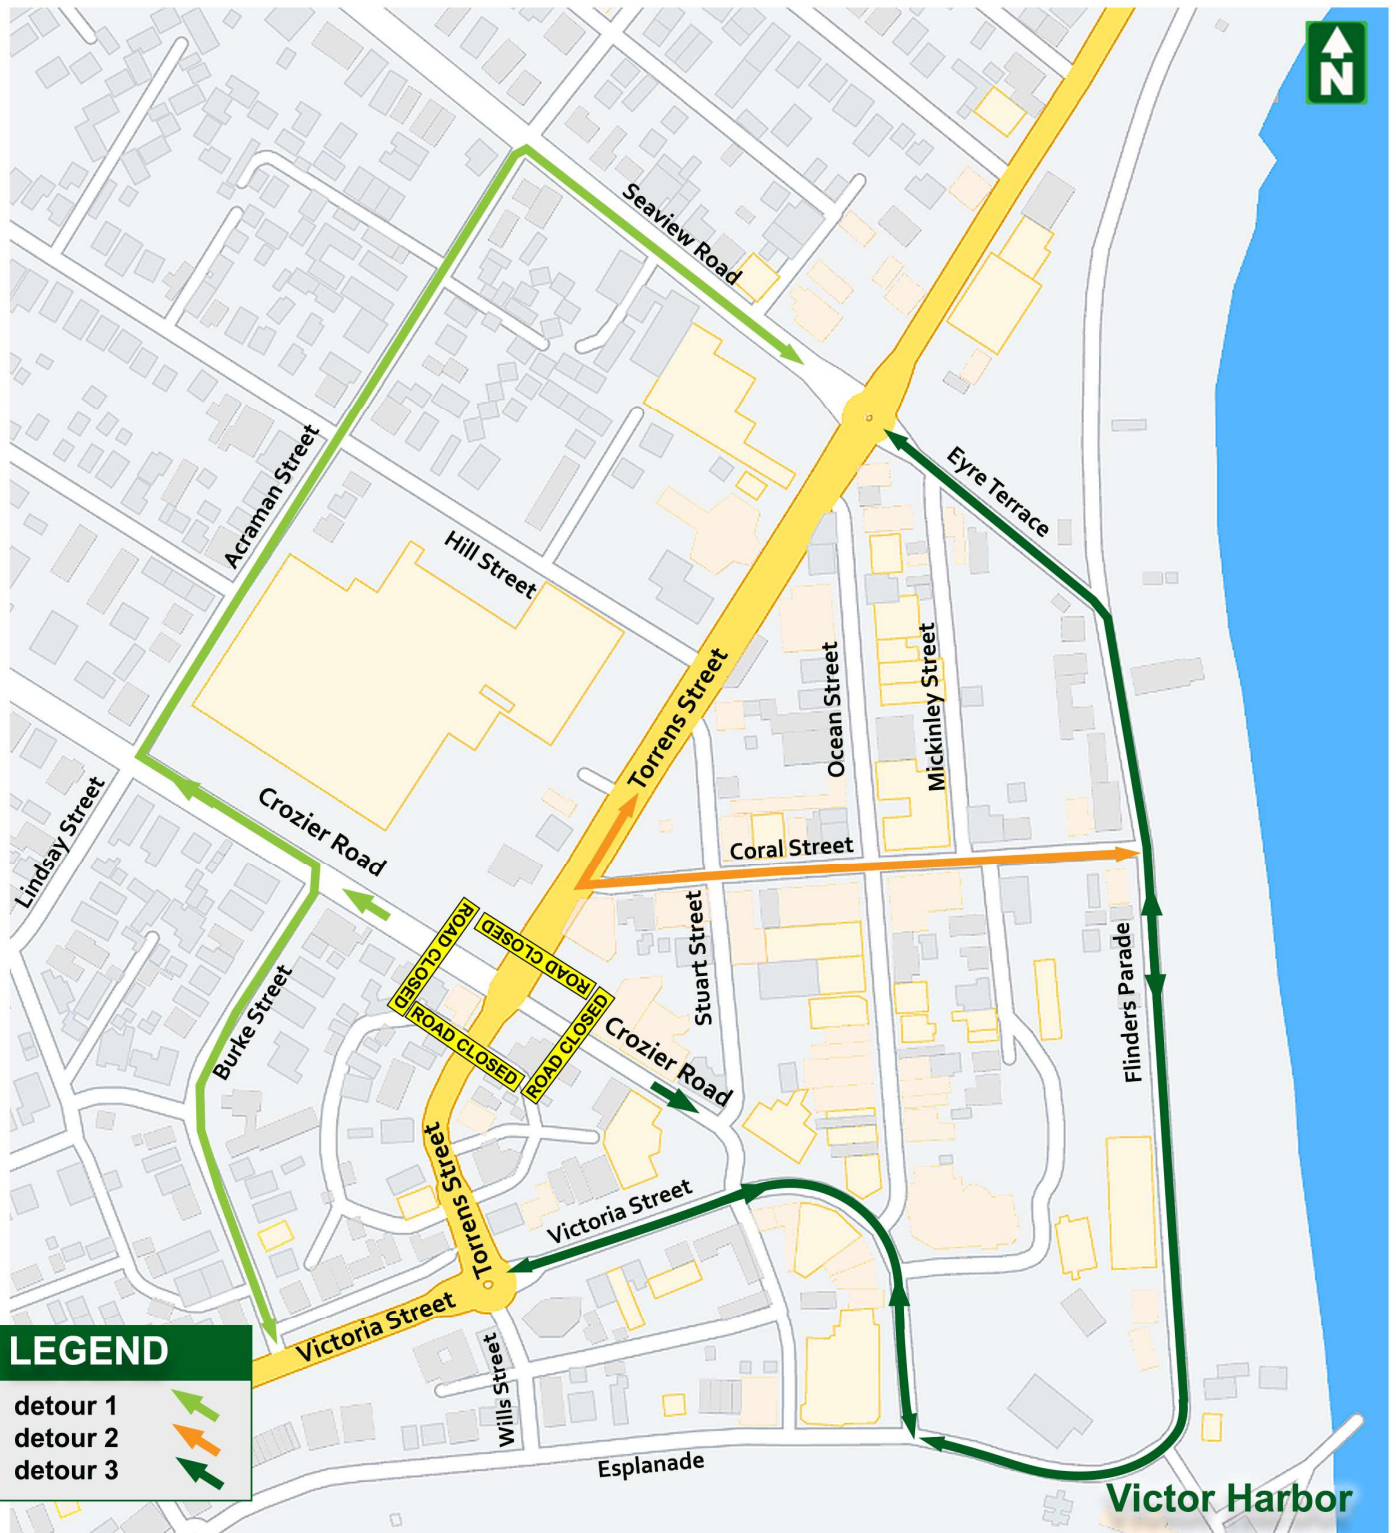 N
Seaview Road
Eyre Terrace
Acraman Street
Hill Street
Torrens Street
Ocean Street
Mickinley Street
Lindsay Street
Crozier Road
Coral Street
ROAD CLOSED
ROAD CLOSED
Stuart Street
Flinders Parade
Burke Street
ROAD CLOSED
ROAD CLOSED
Crozier Road
Torrens Street
Victoria Street
Victoria Street
Wills Street
Esplanade
LEGEND
detour 1
detour 2
detour 3
Victor Harbor